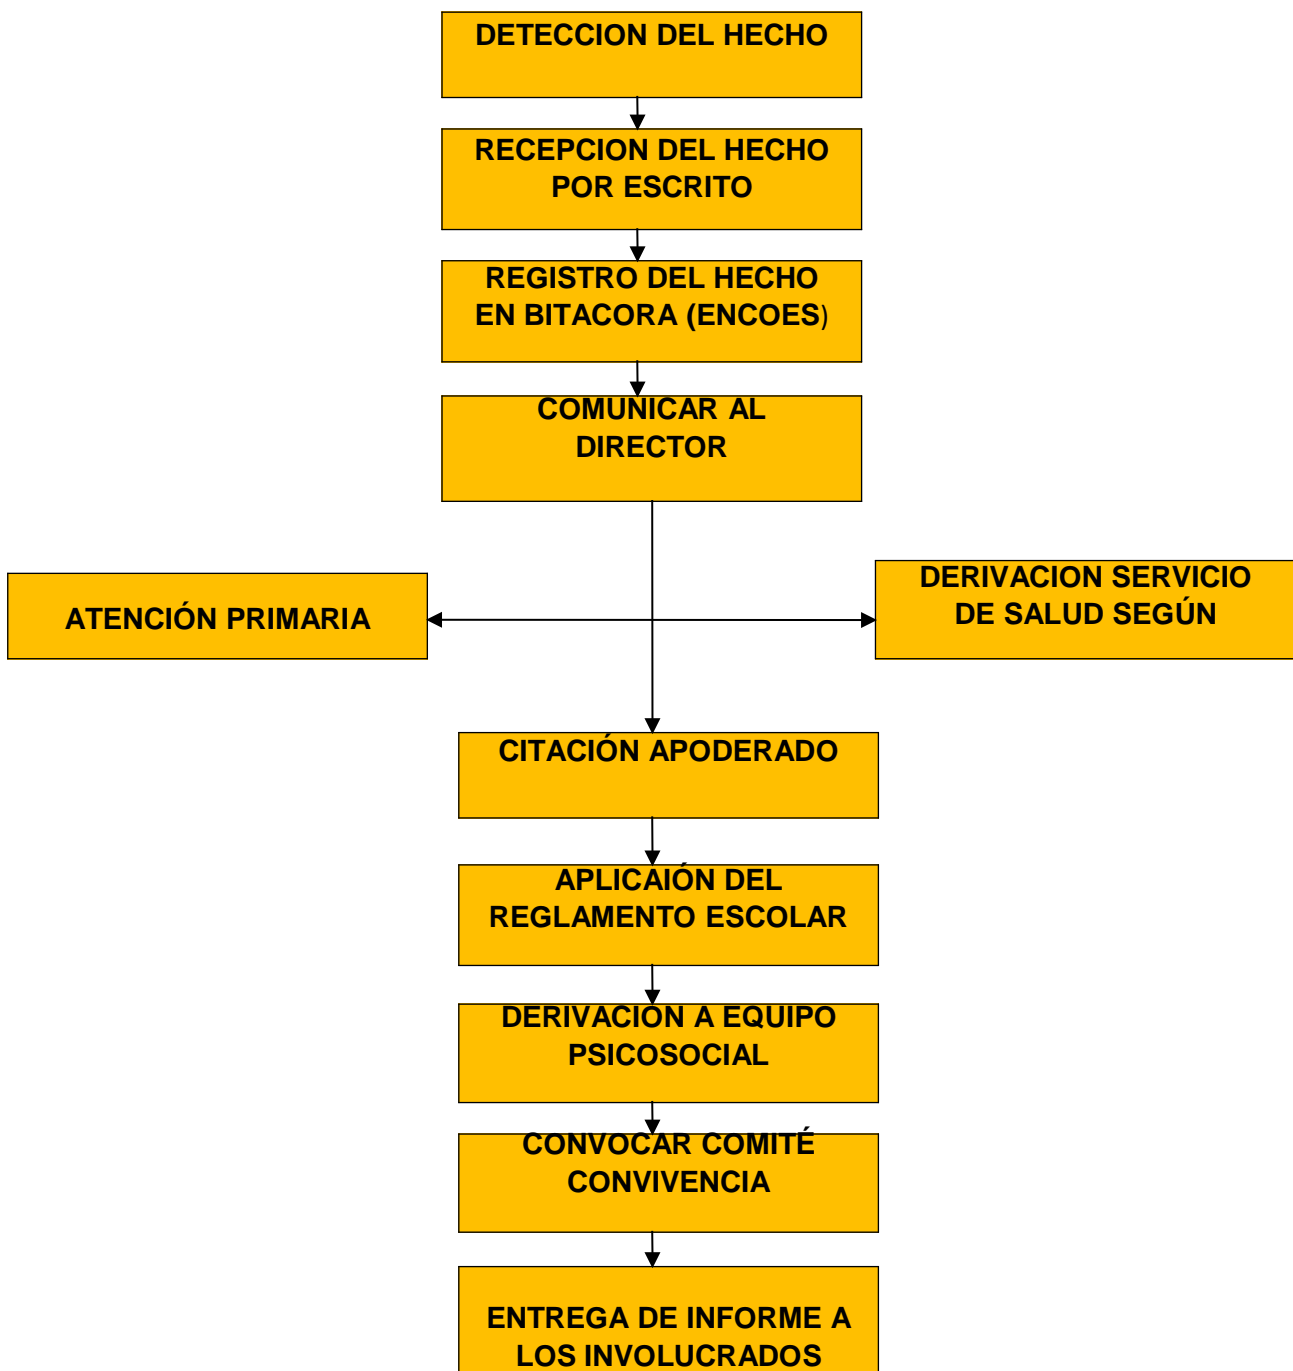 DETECCION DEL HECHO
RECEPCION DEL HECHO
POR ESCRITO
REGISTRO DEL HECHO
EN BITACORA (ENCOES)
COMUNICAR AL
DIRECTOR
ATENCIÓN PRIMARIA
DERIVACION SERVICIO
DE SALUD SEGÚN
CITACIÓN APODERADO
APLICAIÓN DEL
REGLAMENTO ESCOLAR
DERIVACIÓN A EQUIPO
PSICOSOCIAL
CONVOCAR COMITÉ
CONVIVENCIA
ENTREGA DE INFORME A
LOS INVOLUCRADOS